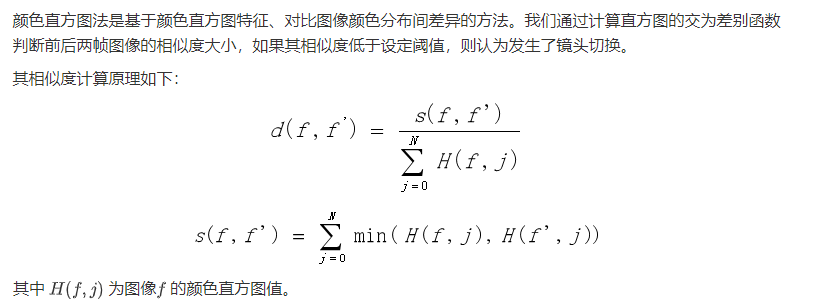 颜色直方图法是基于颜色直方图特征、对比图像颜色分布间差异的方法。我们通过计算直方图的交为差别函数
判断前后两帧图像的相似度大小，如果其相似度低于设定阈值，则认为发生了镜头切换。
其相似度计算原理如下：
d(f, f') = s(f, f') / ∑_{j=0}^{N} H(f, j)
s(f, f') = ∑_{j=0}^{N} min( H(f, j), H(f', j))
其中 H(f, j) 为图像f 的颜色直方图值。